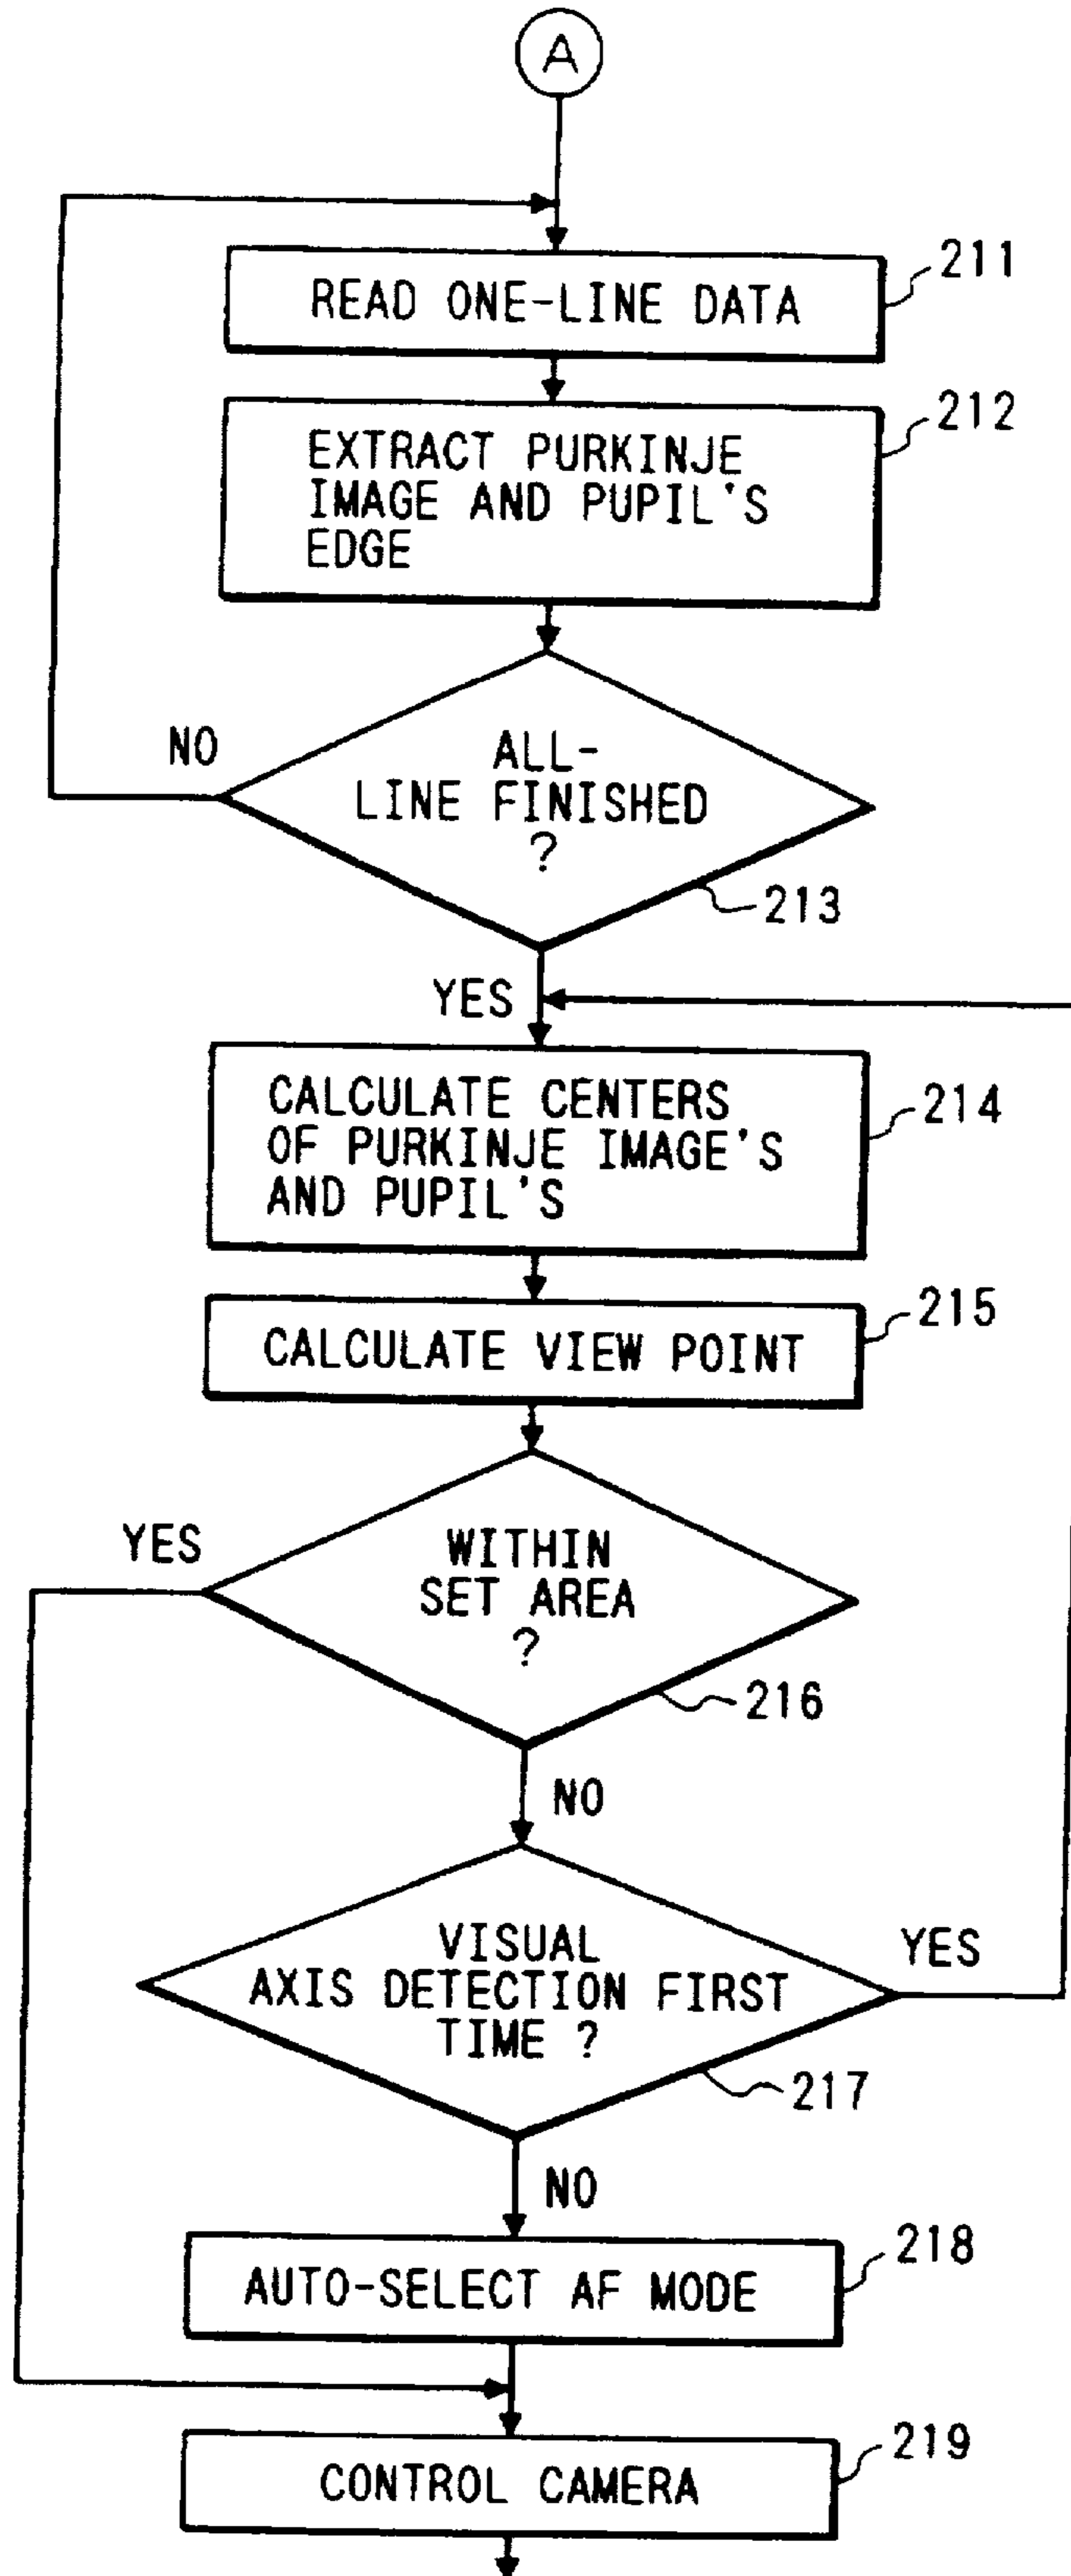 A
READ ONE-LINE DATA
211
EXTRACT PURKINJE
IMAGE AND PUPIL'S
EDGE
212
ALL-
LINE FINISHED
?
NO
213
YES
CALCULATE CENTERS
OF PURKINJE IMAGE'S
AND PUPIL'S
214
CALCULATE VIEW POINT
215
WITHIN
SET AREA
?
YES
216
NO
VISUAL
AXIS DETECTION FIRST
TIME ?
YES
217
NO
AUTO-SELECT AF MODE
218
CONTROL CAMERA
219